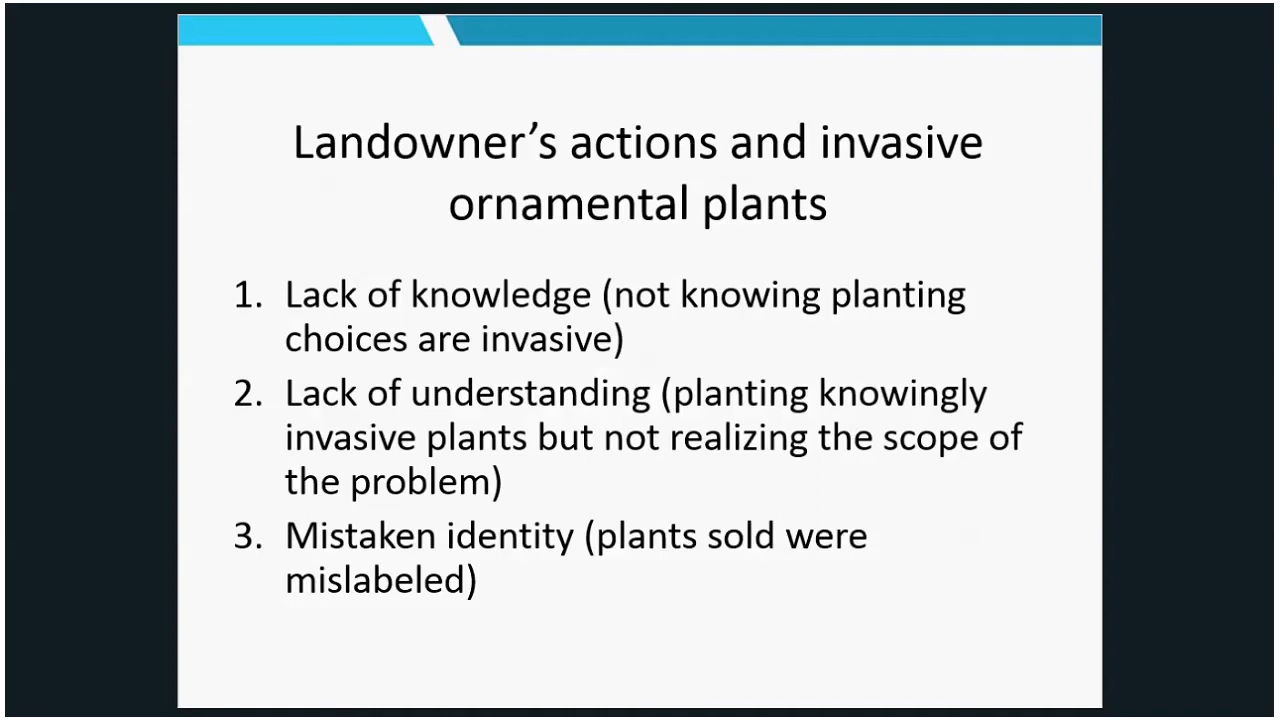 Landowner’s actions and invasive
ornamental plants
1. Lack of knowledge (not knowing planting
choices are invasive)
2. Lack of understanding (planting knowingly
invasive plants but not realizing the scope of
the problem)
3. Mistaken identity (plants sold were
mislabeled)